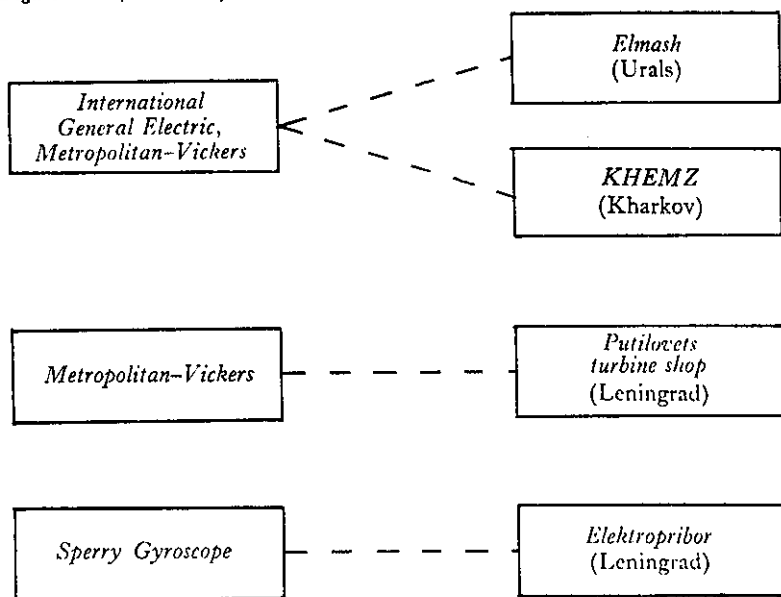 Elmash
(Urals)
International
General Electric,
Metropolitan–Vickers
KHEMZ
(Kharkov)
Metropolitan–Vickers
Putilovets
turbine shop
(Leningrad)
Sperry Gyroscope
Elektropribor
(Leningrad)